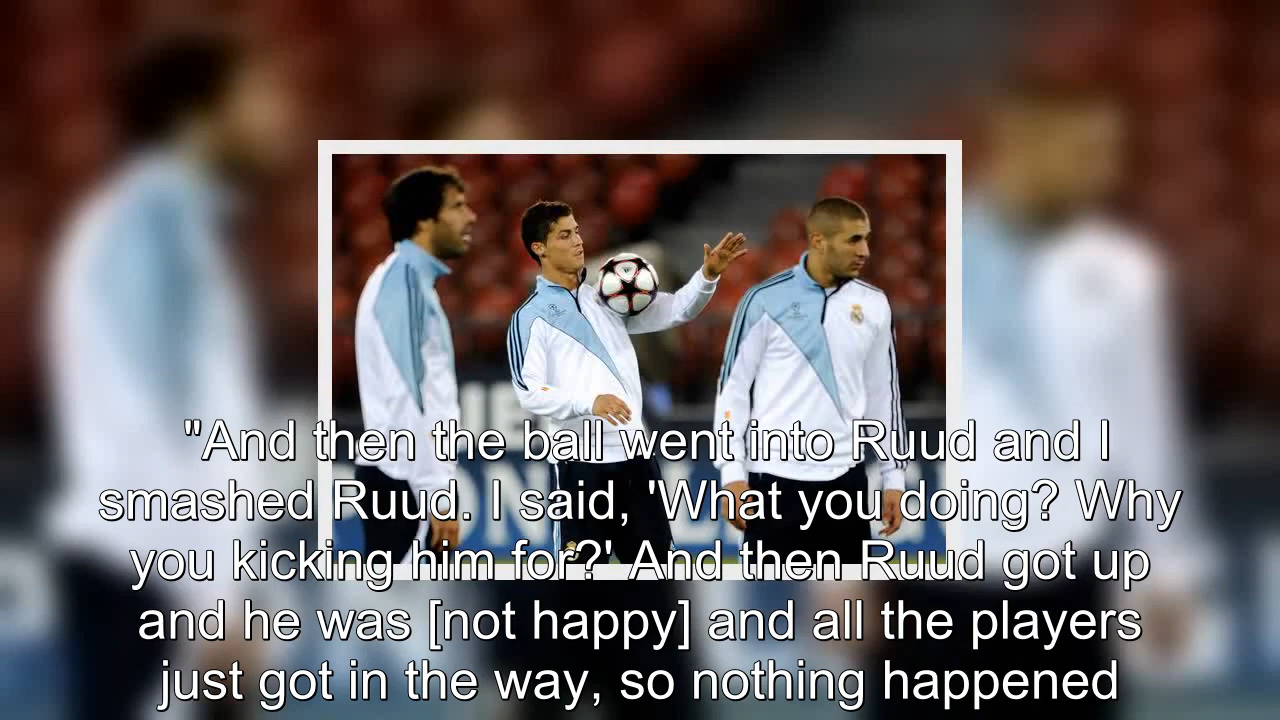 "And then the ball went into Ruud and I
smashed Ruud. I said, 'What you doing? Why
you kicking him for?' And then Ruud got up
and he was [not happy] and all the players
just got in the way, so nothing happened